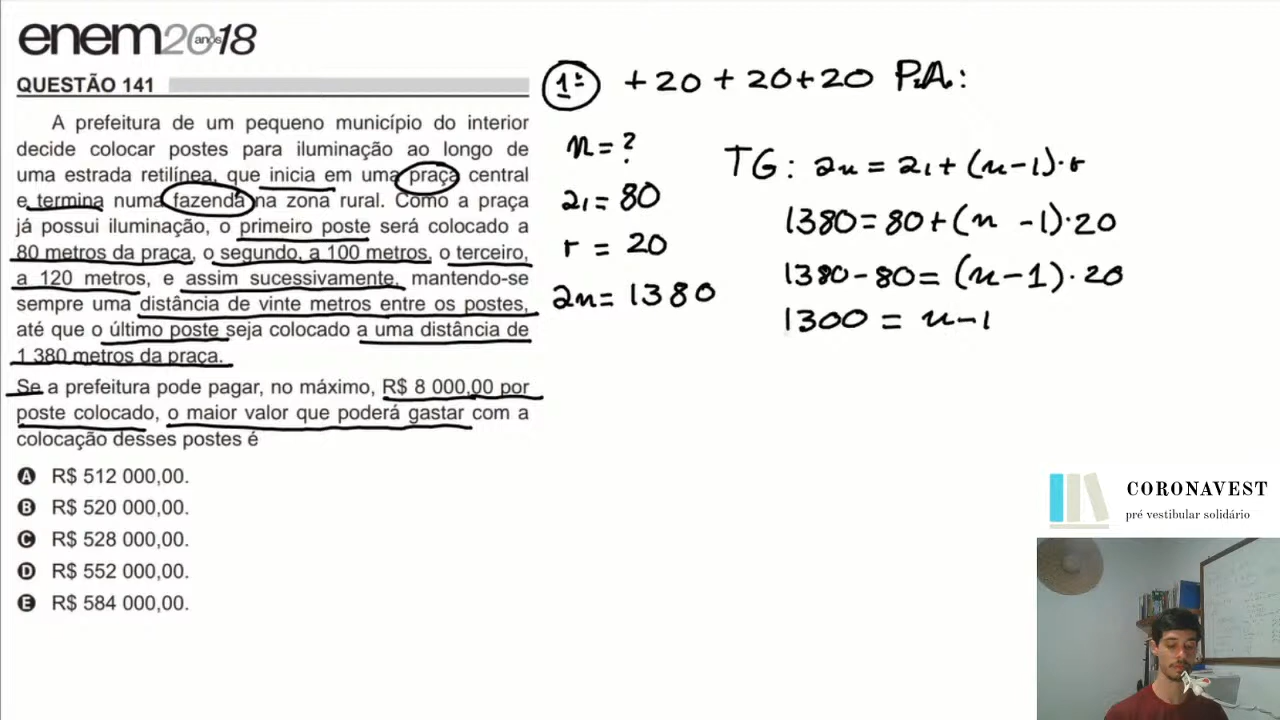 enem20anos18
QUESTÃO 141
A prefeitura de um pequeno município do interior
decide colocar postes para iluminação ao longo de
uma estrada retilínea, que inicia em uma praça central
e termina numa fazenda na zona rural. Como a praça
já possui iluminação, o primeiro poste será colocado a
80 metros da praça, o segundo, a 100 metros, o terceiro,
a 120 metros, e assim sucessivamente, mantendo-se
sempre uma distância de vinte metros entre os postes,
até que o último poste seja colocado a uma distância de
1 380 metros da praça.
Se a prefeitura pode pagar, no máximo, R$ 8 000,00 por
poste colocado, o maior valor que poderá gastar com a
colocação desses postes é
A R$ 512 000,00.
B R$ 520 000,00.
C R$ 528 000,00.
D R$ 552 000,00.
E R$ 584 000,00.
1º +20 + 20+20 P.A.:
n = ?
a1 = 80
r = 20
an = 1380
TG: an = a1 + (n-1)·r
1380 = 80 + (n -1)·20
1380-80 = (n-1)·20
1300 = n-1
CORONAVEST
pré vestibular solidário